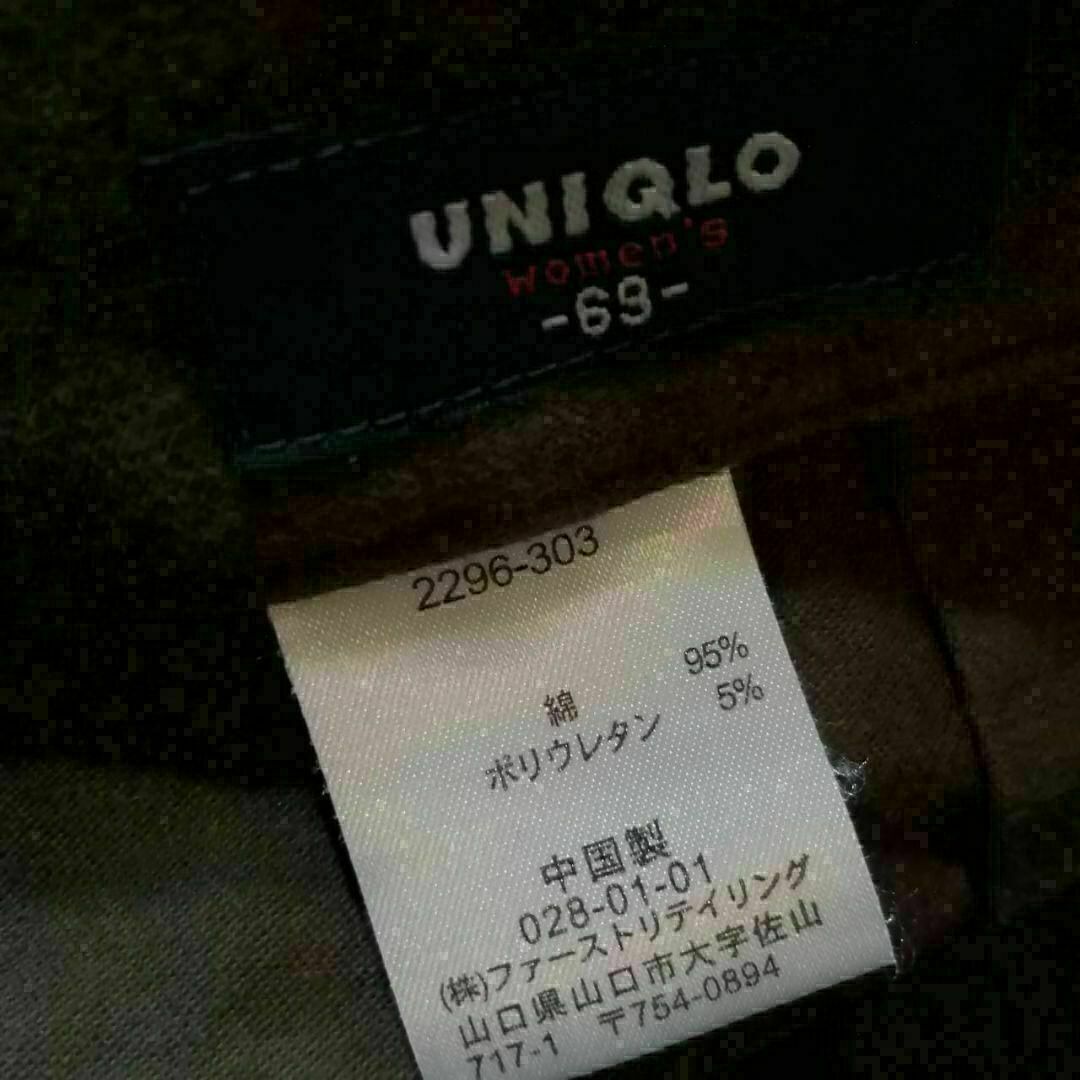 UNIQLO
Women's
-69-
2296-303
綿 95%
ポリウレタン 5%
中国製
028-01-01
(株)ファーストリテイリング
山口県山口市大字佐山
717-1 〒754-0894